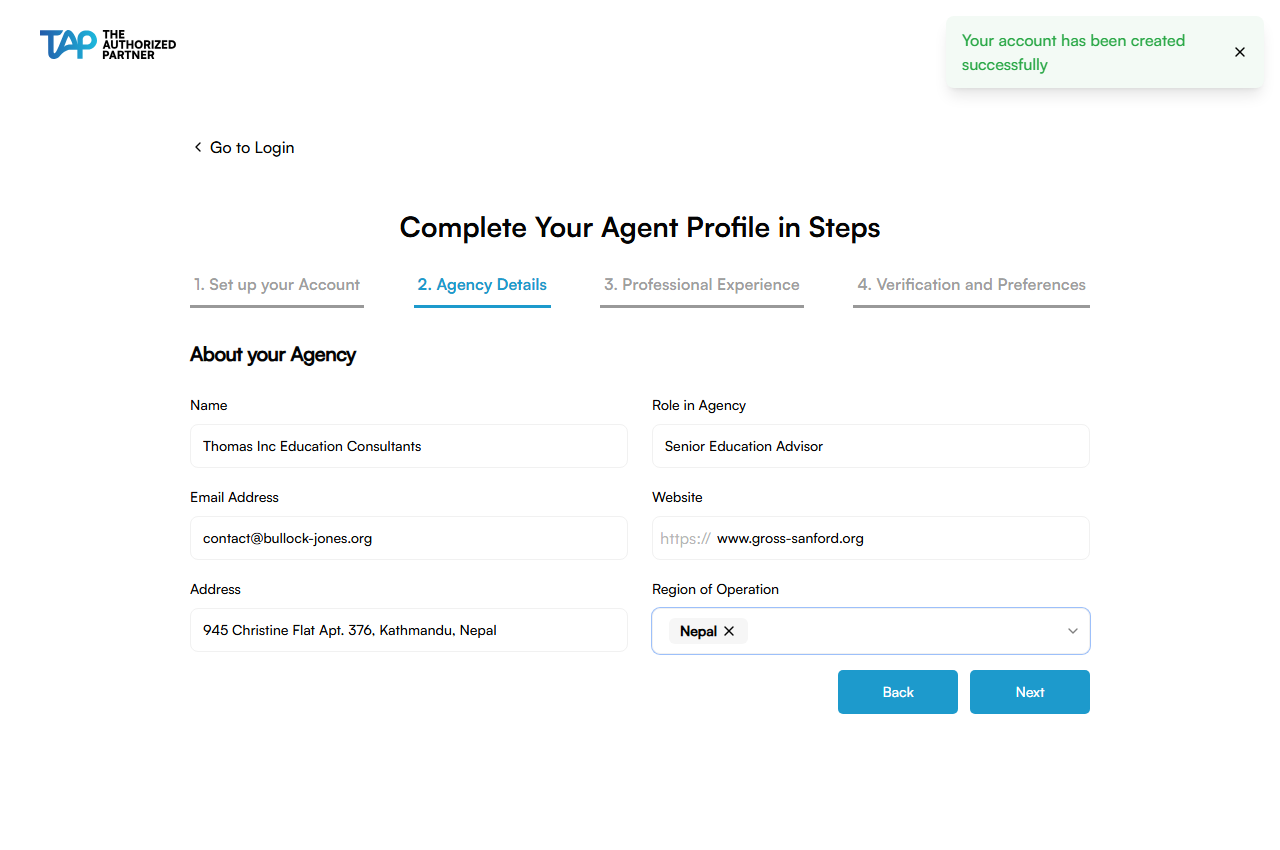 TAP THE AUTHORIZED PARTNER
Your account has been created
successfully
Go to Login
Complete Your Agent Profile in Steps
1. Set up your Account
2. Agency Details
3. Professional Experience
4. Verification and Preferences
About your Agency
Name
Role in Agency
Thomas Inc Education Consultants
Senior Education Advisor
Email Address
Website
contact@bullock-jones.org
https:// www.gross-sanford.org
Address
Region of Operation
945 Christine Flat Apt. 376, Kathmandu, Nepal
Nepal
Back
Next